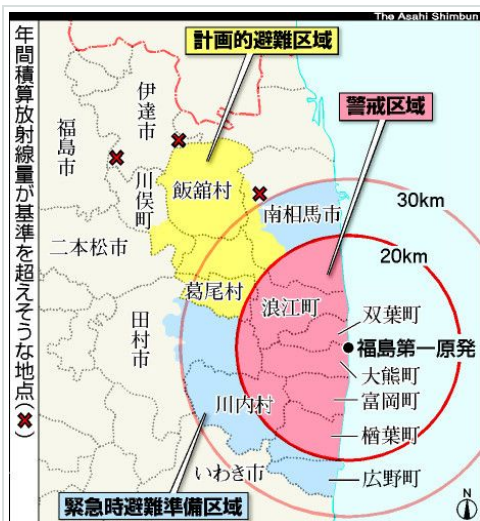 The Asahi Shimbun
年間積算放射線量が基準を超えそうな地点(✖)
計画的避難区域
警戒区域
伊達市
福島市
川俣町
飯舘村
南相馬市
30km
20km
二本松市
葛尾村
浪江町
双葉町
田村市
福島第一原発
大熊町
富岡町
川内村
楢葉町
いわき市
広野町
緊急時避難準備区域
N